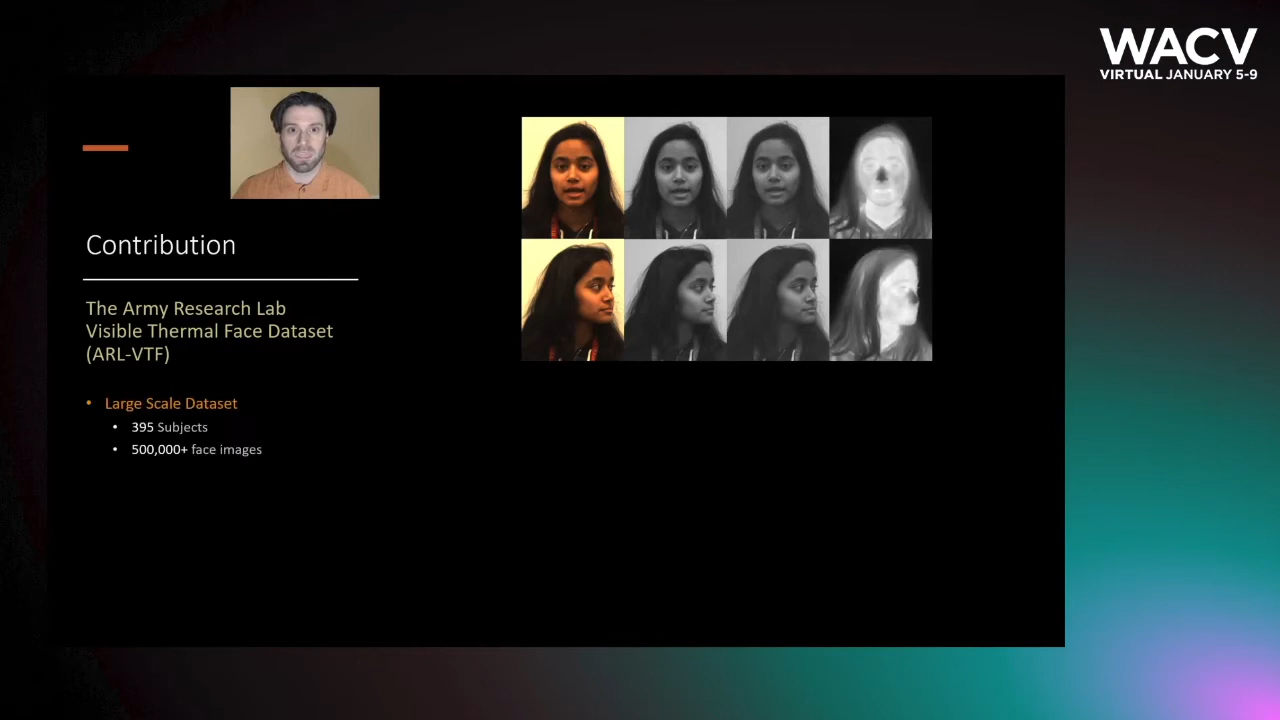 WACV
VIRTUAL JANUARY 5-9
Contribution
The Army Research Lab
Visible Thermal Face Dataset
(ARL-VTF)
• Large Scale Dataset
• 395 Subjects
• 500,000+ face images